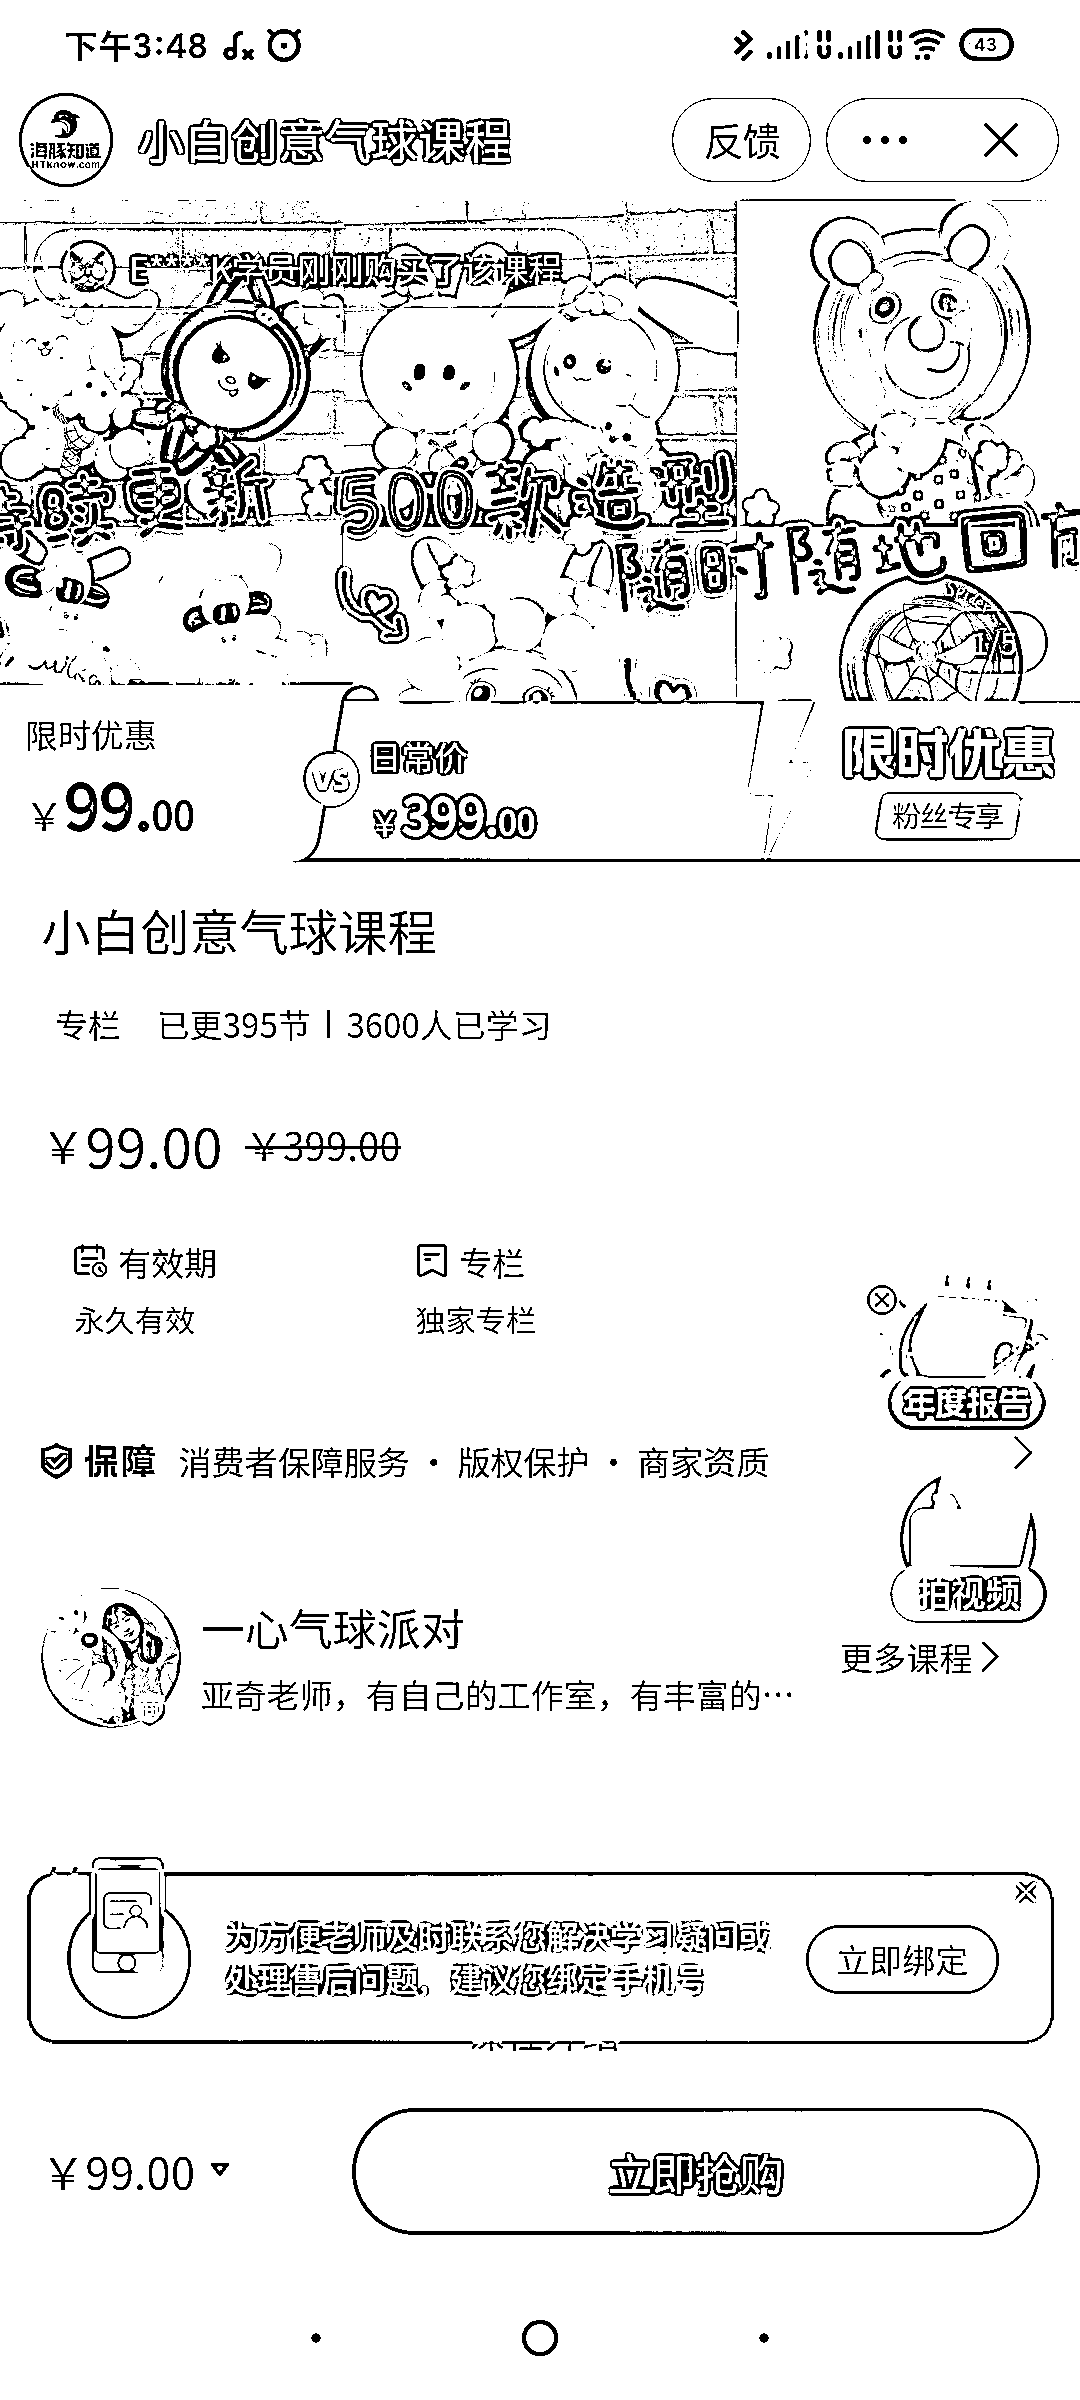 下午3:48
43
海豚知道
HTknow.com
小白创意气球课程
反馈
E****K学员刚刚购买了该课程
续更新
500款造型
随时随地回
1/5
限时优惠
¥99.00
VS
日常价
¥399.00
限时优惠
粉丝专享
小白创意气球课程
专栏 已更395节 | 3600人已学习
¥99.00 ¥399.00
有效期 专栏
永久有效 独家专栏
年度报告
保障 消费者保障服务 · 版权保护 · 商家资质
拍视频
一心气球派对
更多课程
亚奇老师，有自己的工作室，有丰富的…
为方便老师及时联系您解决学习疑问或
处理售后问题，建议您绑定手机号
立即绑定
课程介绍
¥99.00
立即抢购